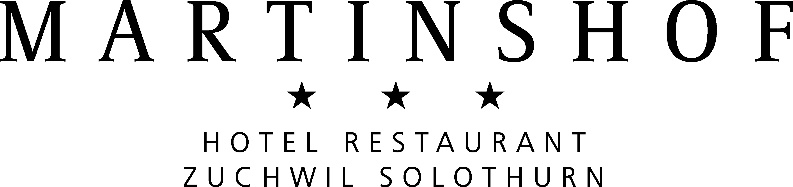 MARTINSHOF
★ ★ ★
HOTEL RESTAURANT
ZUCHWIL SOLOTHURN